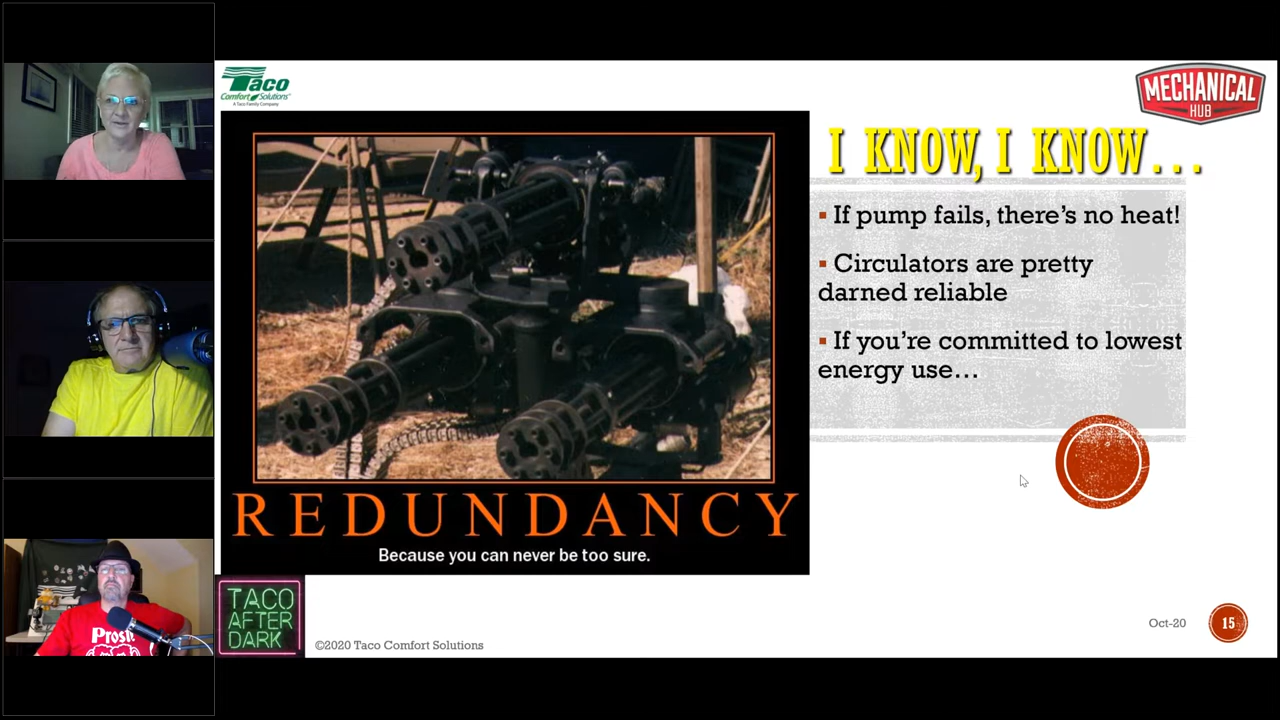 Taco
Comfort Solutions
A Taco Family Company
MECHANICAL
HUB
I KNOW, I KNOW...
If pump fails, there's no heat!
Circulators are pretty
darned reliable
If you're committed to lowest
energy use...
REDUNDANCY
Because you can never be too sure.
Prosit
TACO
AFTER
DARK
©2020 Taco Comfort Solutions
Oct-20
15